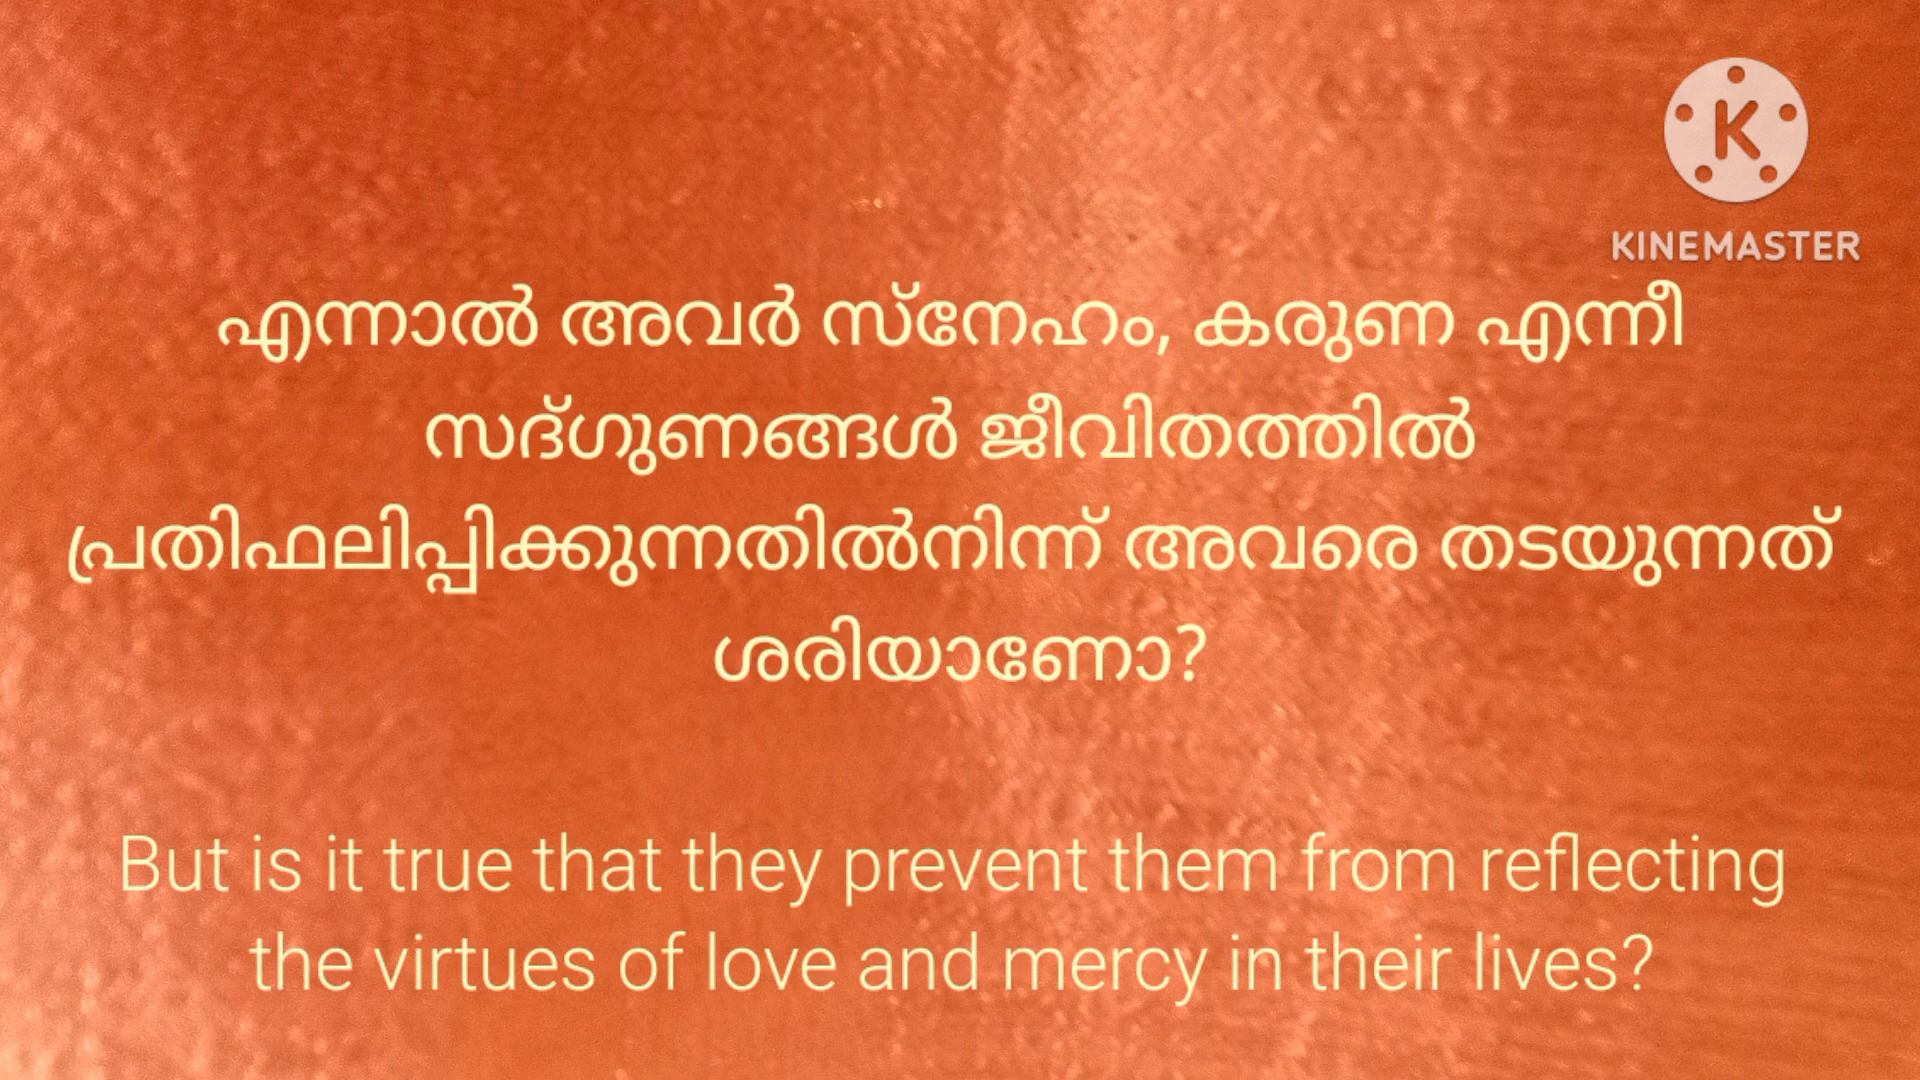 K
KINEMASTER
എന്നാൽ അവർ സ്നേഹം, കരുണ എന്നീ
സദ്ഗുണങ്ങൾ ജീവിതത്തിൽ
പ്രതിഫലിപ്പിക്കുന്നതിൽനിന്ന് അവരെ തടയുന്നത്
ശരിയാണോ?
But is it true that they prevent them from reflecting
the virtues of love and mercy in their lives?